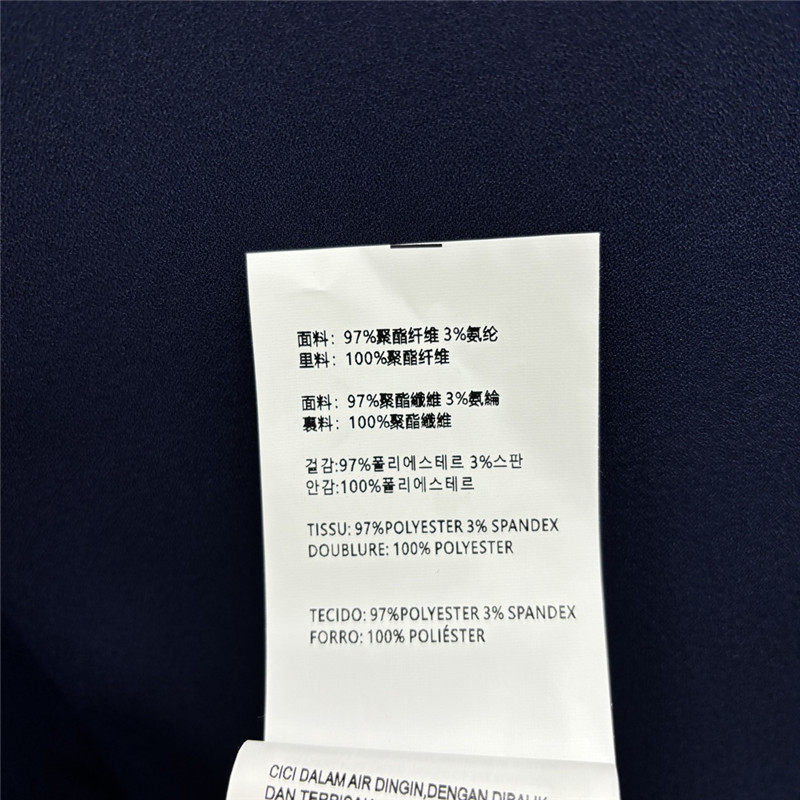 面料：97%聚酯纤维 3%氨纶
里料：100%聚酯纤维
面料：97%聚酯纖維 3%氨綸
裏料：100%聚酯纖維
겉감:97%폴리에스테르 3%스판
안감:100%폴리에스테르
TISSU: 97%POLYESTER 3% SPANDEX
DOUBLURE: 100% POLYESTER
TECIDO: 97%POLYESTER 3% SPANDEX
FORRO: 100% POLIÉSTER
CICI DALAM AIR DINGIN,DENGAN DIBALIK
DAN